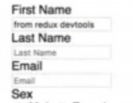 First Name
from redux devtools
Last Name
Last Name
Email
Email
Sex